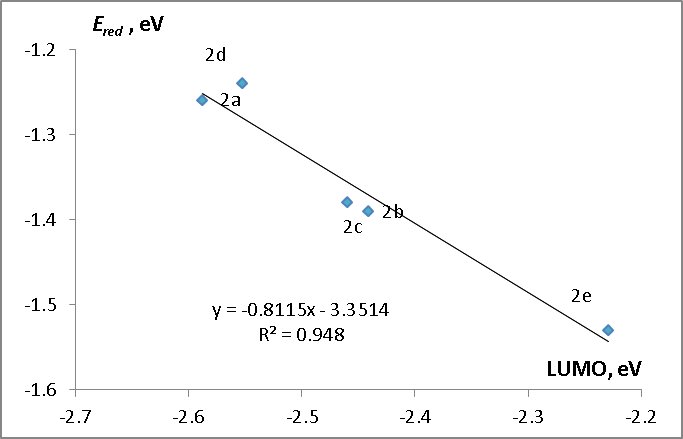 E_red , eV
-1.2
2d
2a
-1.3
-1.4
2b
2c
-1.5
2e
y = -0.8115x - 3.3514
R² = 0.948
LUMO, eV
-1.6
-2.7 -2.6 -2.5 -2.4 -2.3 -2.2